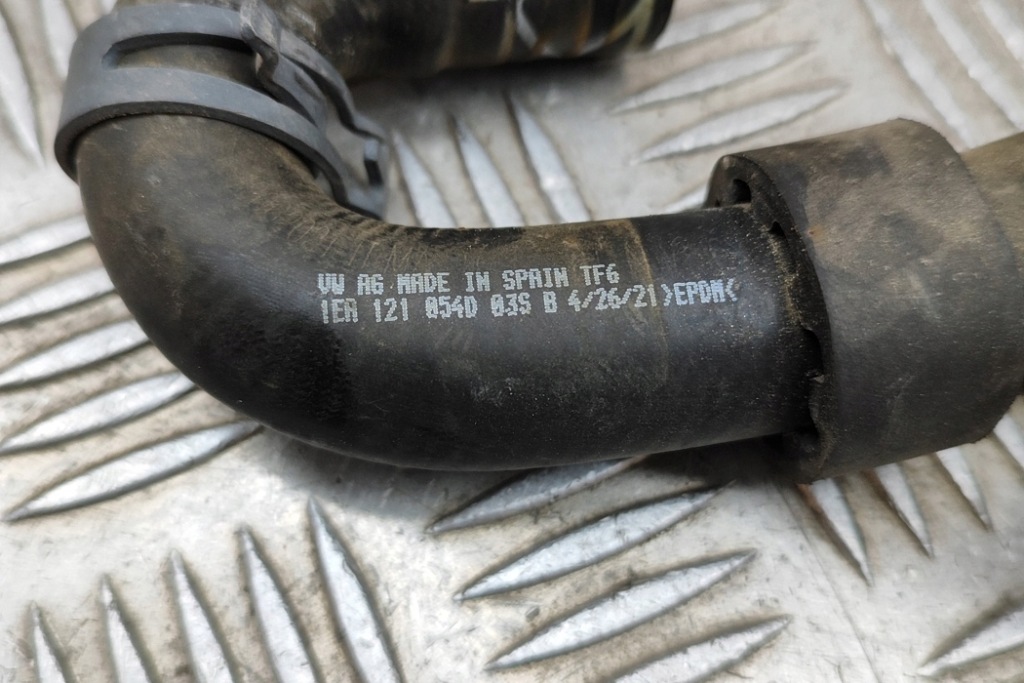 VW AG MADE IN SPAIN TF6
1EA 121 054D 03S B 4/26/21 >EPDM<